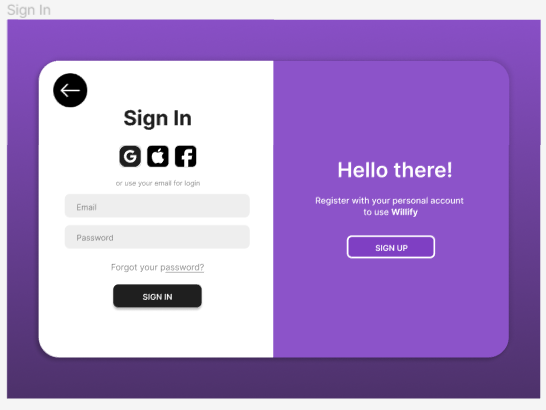 Sign In
Sign In
or use your email for login
Email
Password
Forgot your password?
SIGN IN
Hello there!
Register with your personal account
to use Willify
SIGN UP